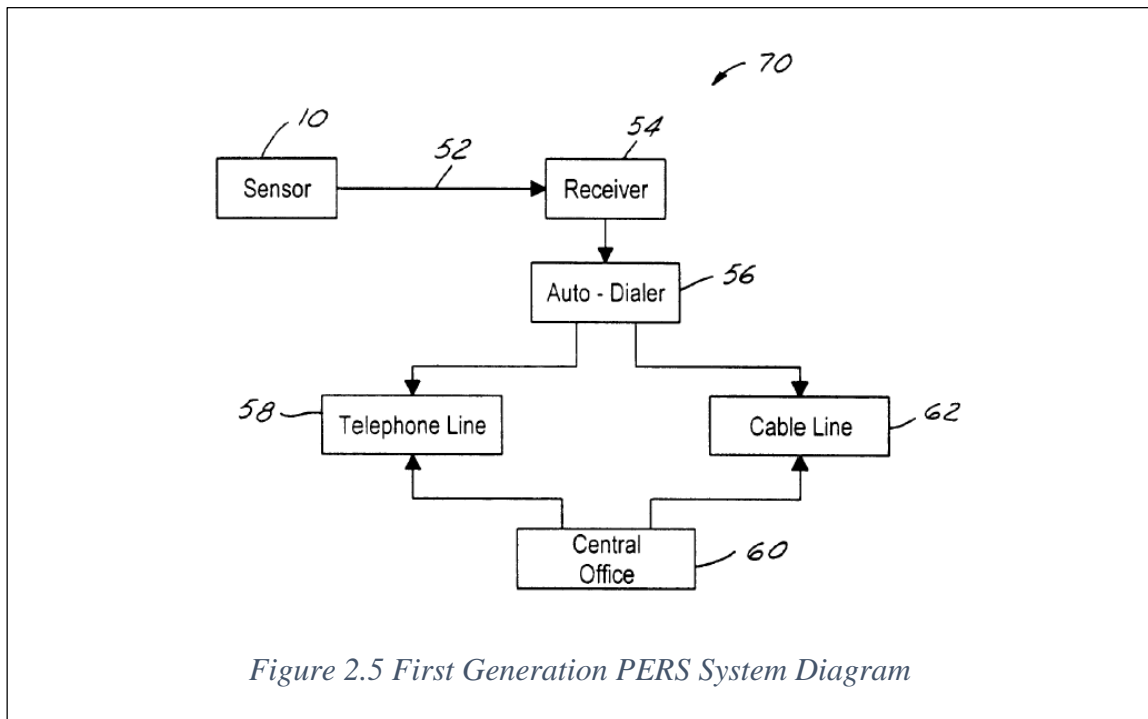 70
10
52
54
Sensor
Receiver
Auto - Dialer
56
58
Telephone Line
Cable Line
62
Central
Office
60
Figure 2.5 First Generation PERS System Diagram